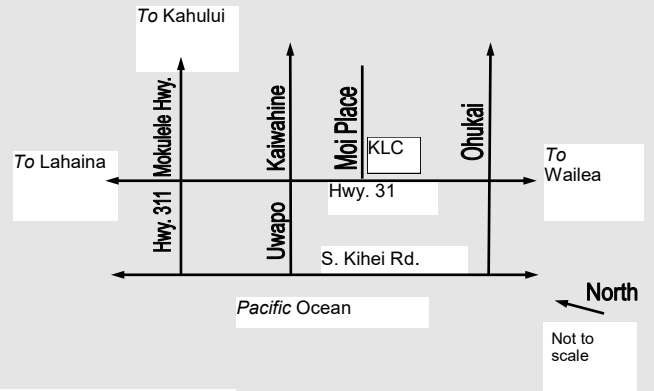 To Kahului
Hwy. 311 Mokulele Hwy.
Kaiwahine
Moi Place
Ohukai
KLC
To Lahaina
To
Wailea
Hwy. 31
Uwapo
S. Kihei Rd.
Pacific Ocean
North
Not to
scale